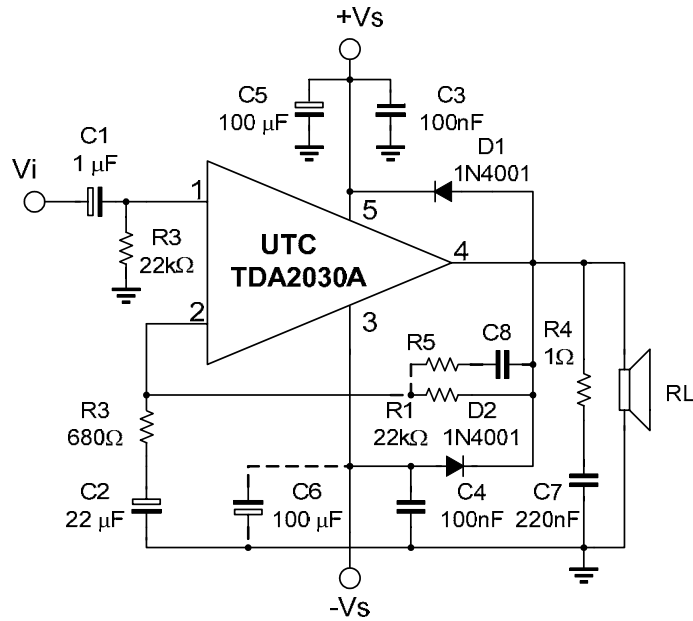 +Vs
C5
100 µF
C3
100nF
C1
1 µF
Vi
D1
1N4001
1
5
R3
22kΩ
UTC
TDA2030A
4
2
3
R5
C8
R4
1Ω
R3
680Ω
R1
22kΩ
D2
1N4001
RL
C2
22 µF
C6
100 µF
C4
100nF
C7
220nF
-Vs